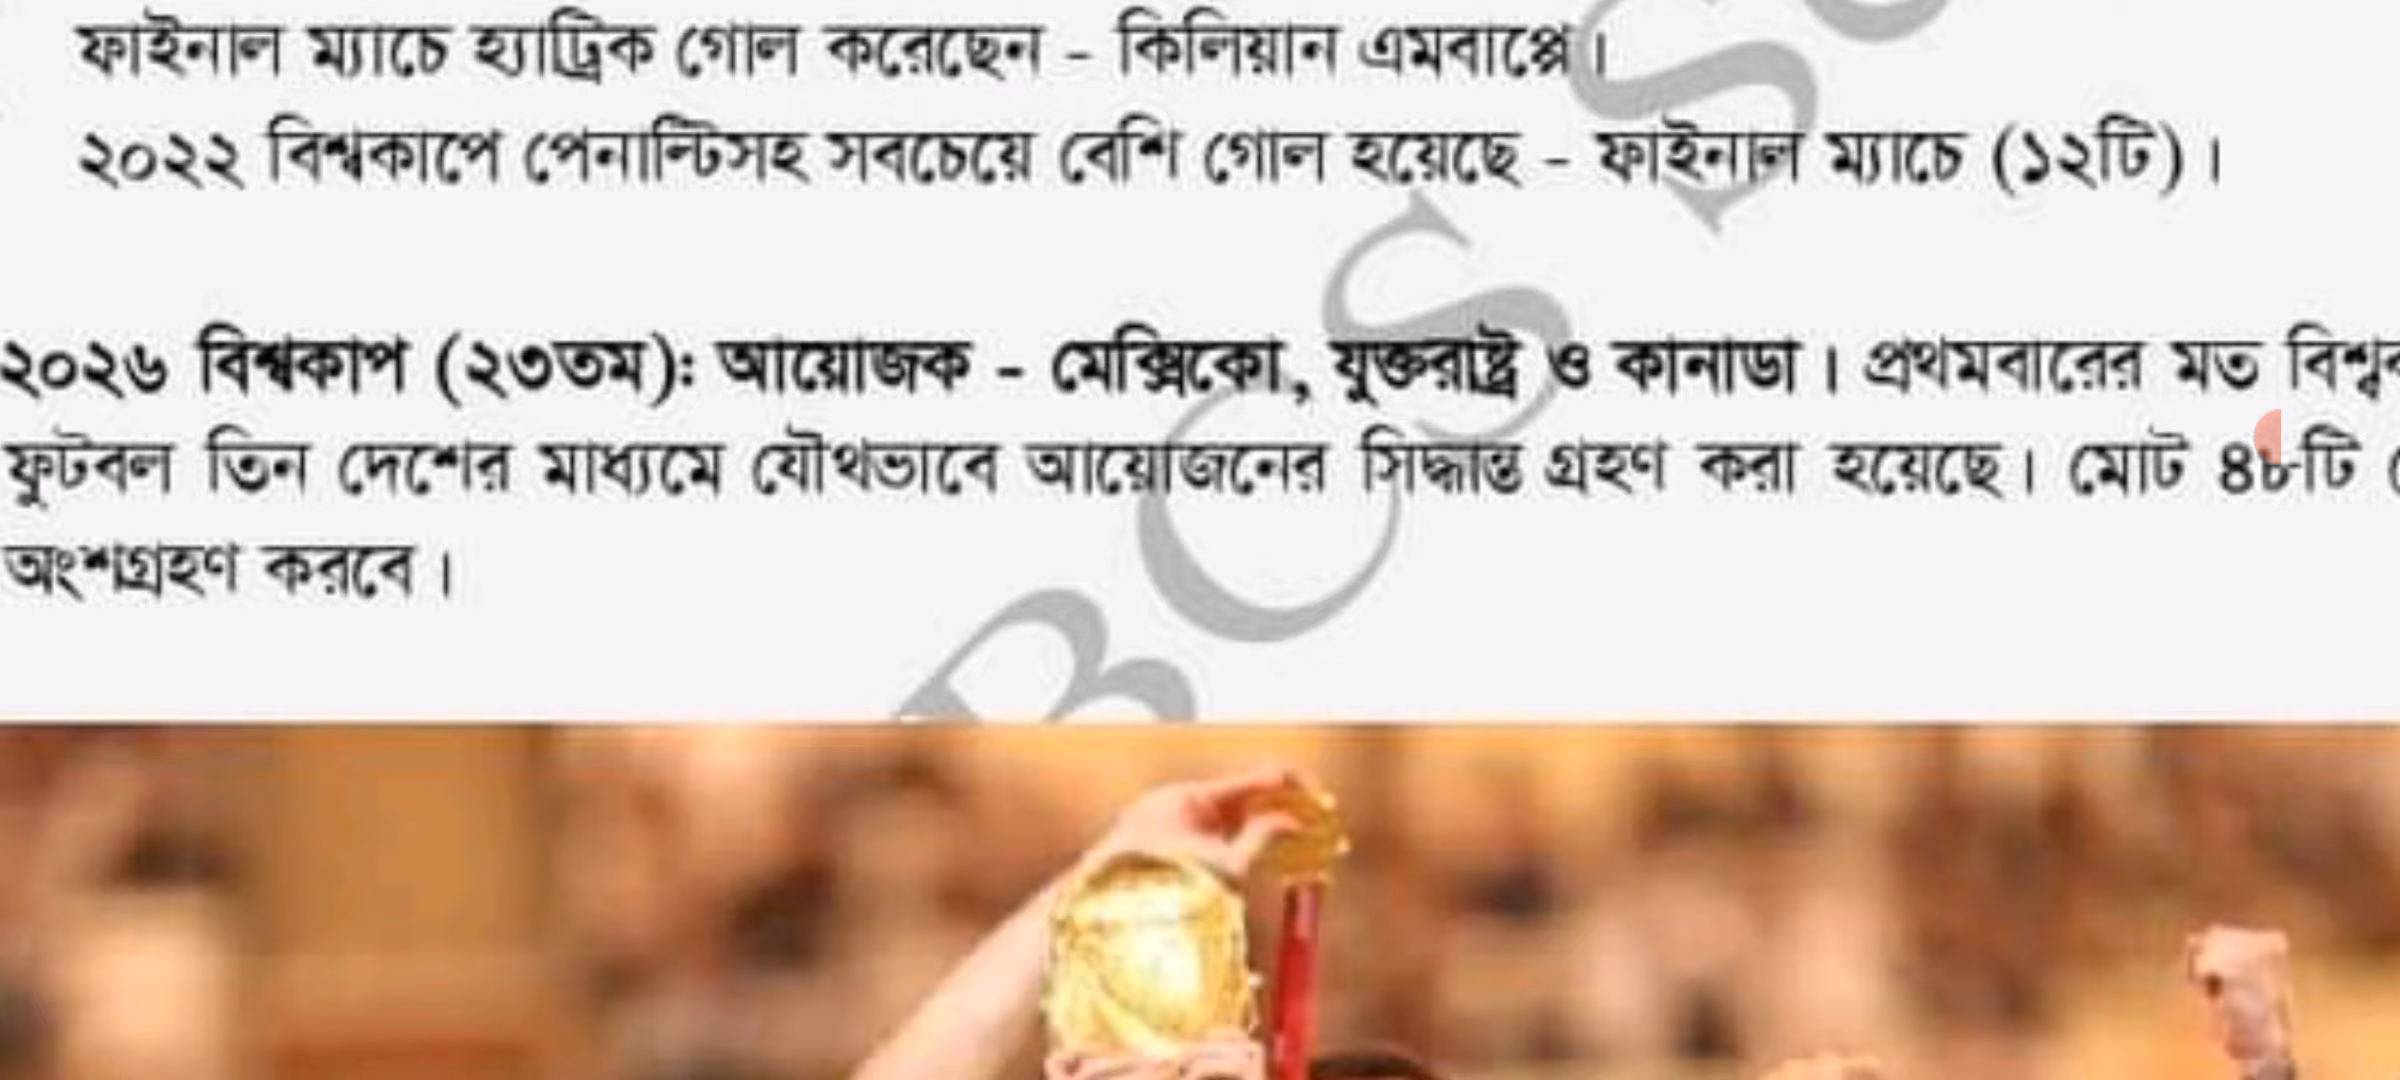 ফাইনাল ম্যাচে হ্যাট্রিক গোল করেছেন - কিলিয়ান এমবাপ্পে।
২০২২ বিশ্বকাপে পেনাল্টিসহ সবচেয়ে বেশি গোল হয়েছে - ফাইনাল ম্যাচে (১২টি)।
২০২৬ বিশ্বকাপ (২৩তম): আয়োজক - মেক্সিকো, যুক্তরাষ্ট্র ও কানাডা। প্রথমবারের মত
ফুটবল তিন দেশের মাধ্যমে যৌথভাবে আয়োজনের সিদ্ধান্ত গ্রহণ করা হয়েছে। মোট ৪৮টি
অংশগ্রহণ করবে।
BCS